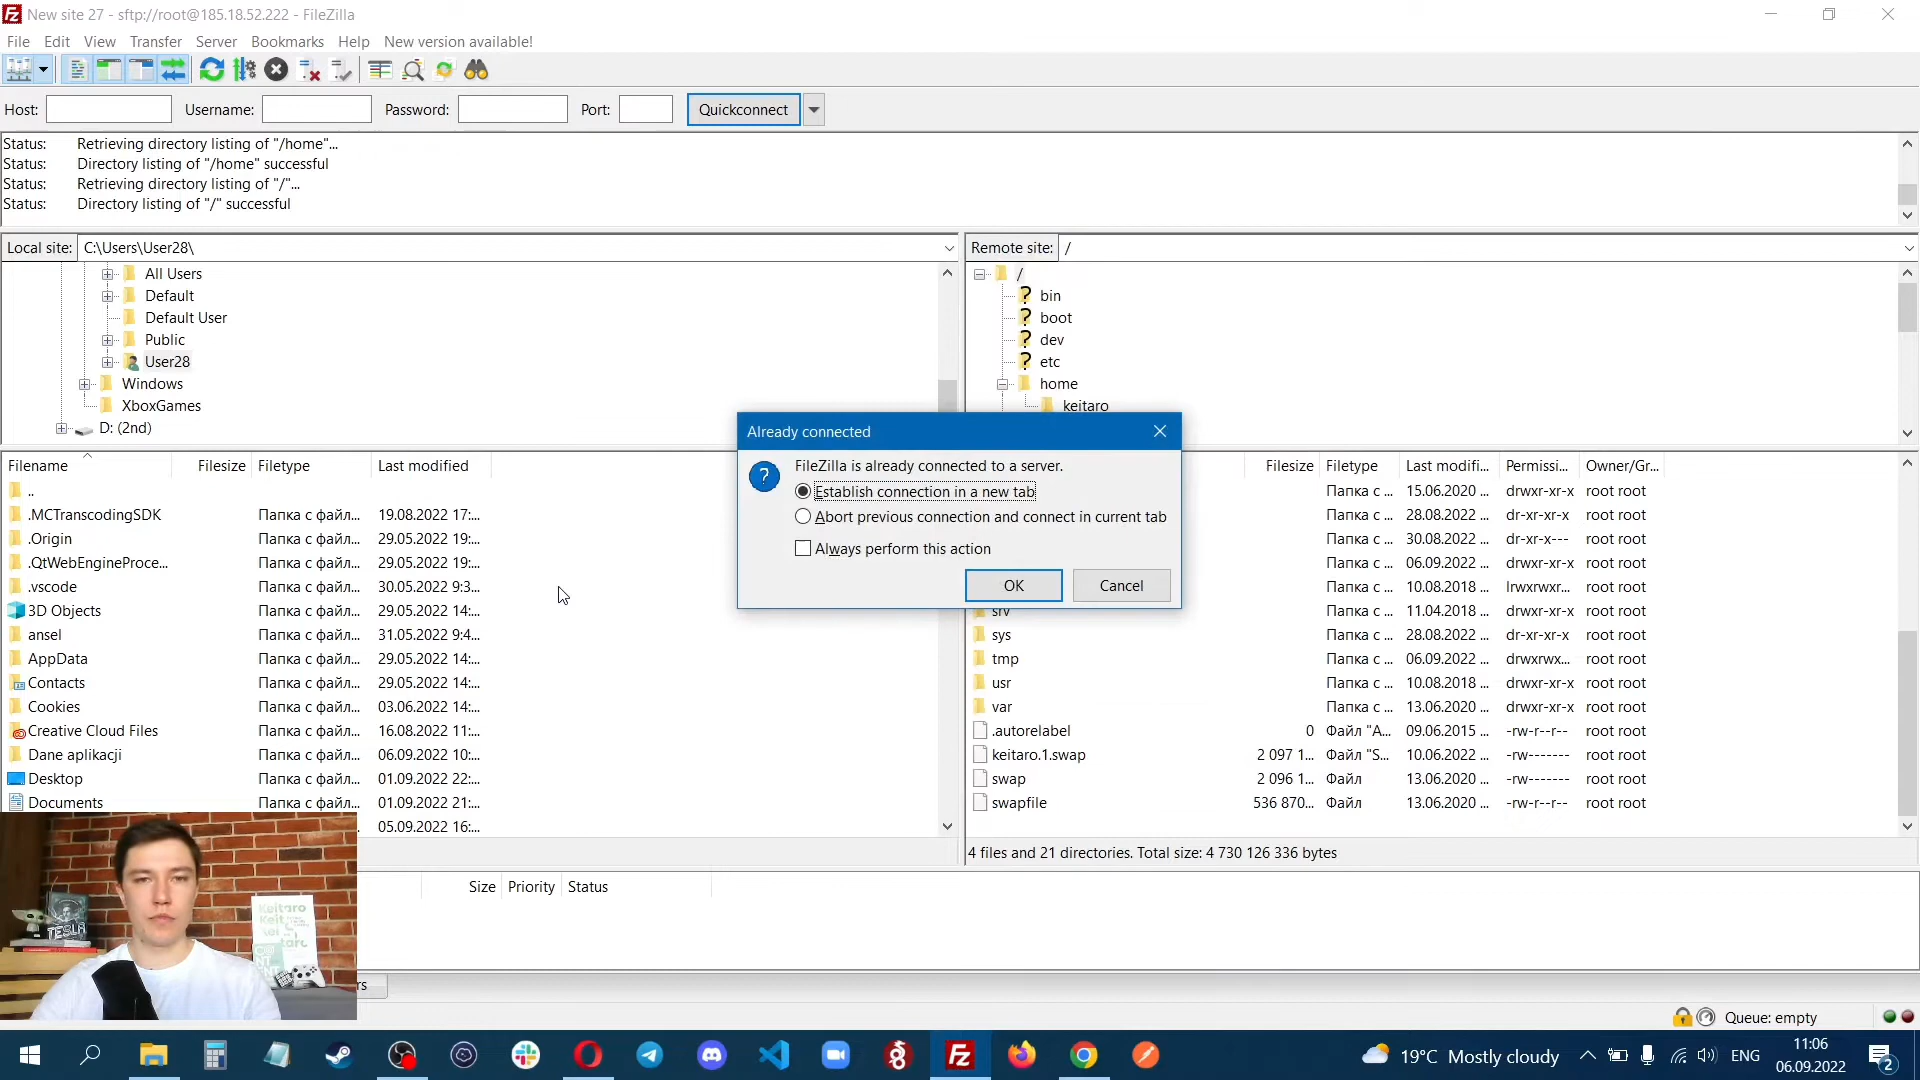 New site 27 - sftp://root@185.18.52.222 - FileZilla
File Edit View Transfer Server Bookmarks Help New version available!
Host: Username: Password: Port: Quickconnect
Status: Retrieving directory listing of "/home"...
Status: Directory listing of "/home" successful
Status: Retrieving directory listing of "/"...
Status: Directory listing of "/" successful
Local site: C:\Users\User28\
Remote site: /
All Users
Default
Default User
Public
User28
Windows
XboxGames
D: (2nd)
/
bin
boot
dev
etc
home
keitaro
Already connected
FileZilla is already connected to a server.
Establish connection in a new tab
Abort previous connection and connect in current tab
Always perform this action
OK Cancel
Filename Filesize Filetype Last modified
..
.MCTranscodingSDK Папка с файл... 19.08.2022 17:...
.Origin Папка с файл... 29.05.2022 19:...
.QtWebEngineProce... Папка с файл... 29.05.2022 19:...
.vscode Папка с файл... 30.05.2022 9:3...
3D Objects Папка с файл... 29.05.2022 14:...
ansel Папка с файл... 31.05.2022 9:4...
AppData Папка с файл... 29.05.2022 14:...
Contacts Папка с файл... 29.05.2022 14:...
Cookies Папка с файл... 03.06.2022 14:...
Creative Cloud Files Папка с файл... 16.08.2022 11:...
Dane aplikacji Папка с файл... 06.09.2022 10:...
Desktop Папка с файл... 01.09.2022 22:...
Documents Папка с файл... 01.09.2022 21:...
05.09.2022 16:...
Filesize Filetype Last modifi... Permissi... Owner/Gr...
Папка с ... 15.06.2020 ... drwxr-xr-x root root
Папка с ... 28.08.2022 ... dr-xr-xr-x root root
Папка с ... 30.08.2022 ... dr-xr-x--- root root
Папка с ... 06.09.2022 ... drwxr-xr-x root root
Папка с ... 10.08.2018 ... lrwxrwxr... root root
srv Папка с ... 11.04.2018 ... drwxr-xr-x root root
sys Папка с ... 28.08.2022 ... dr-xr-xr-x root root
tmp Папка с ... 06.09.2022 ... drwxrwx... root root
usr Папка с ... 10.08.2018 ... drwxr-xr-x root root
var Папка с ... 13.06.2020 ... drwxr-xr-x root root
.autorelabel 0 Файл "A... 09.06.2015 ... -rw-r--r-- root root
keitaro.1.swap 2 097 1... Файл "S... 10.06.2022 ... -rw------- root root
swap 2 096 1... Файл 13.06.2020 ... -rw------- root root
swapfile 536 870... Файл 13.06.2020 ... -rw-r--r-- root root
4 files and 21 directories. Total size: 4 730 126 336 bytes
Size Priority Status
TESLA
Keitaro
rs
Queue: empty
19°C Mostly cloudy ENG 11:06
06.09.2022
2